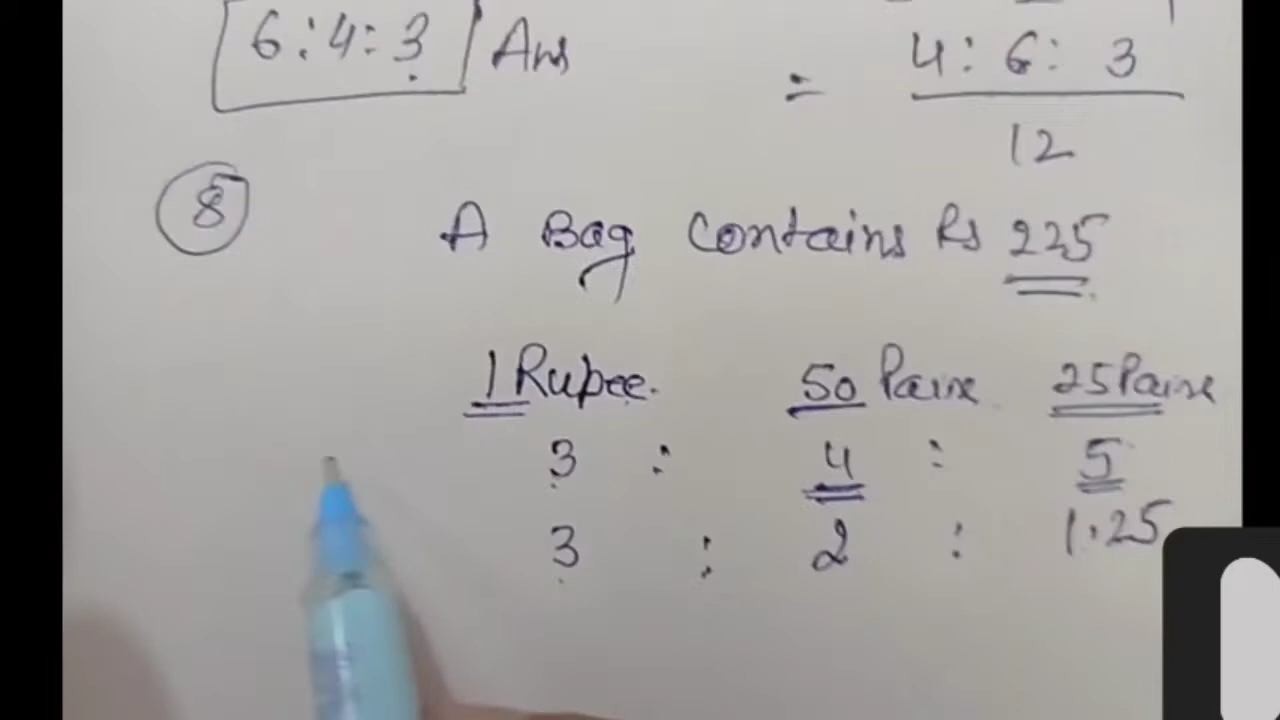 6:4:3 Ans
= 4:6:3
12
8 A Bag Contains Rs 225
1 Rupee. 50 Paise 25 Paise
3 : 4 : 5
3 : 2 : 1.25